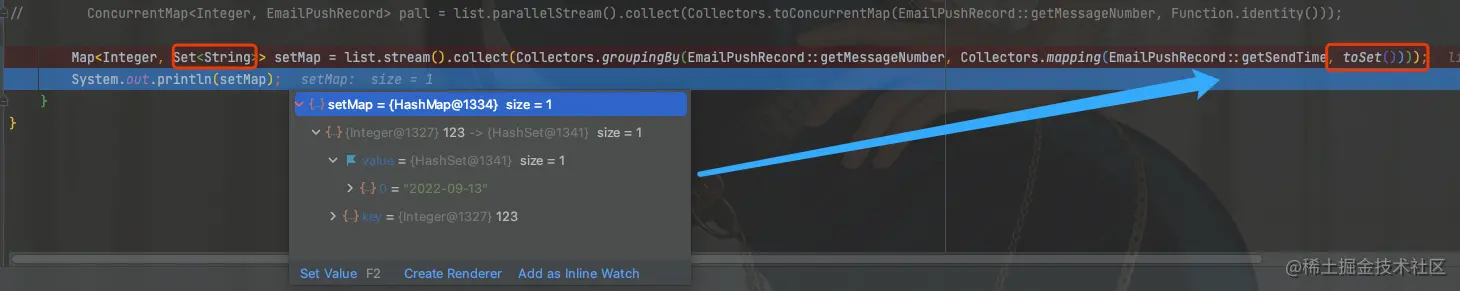 //        ConcurrentMap<Integer, EmailPushRecord> pall = list.parallelStream().collect(Collectors.toConcurrentMap(EmailPushRecord::getMessageNumber, Function.identity()));
Map<Integer, Set<String>> setMap = list.stream().collect(Collectors.groupingBy(EmailPushRecord::getMessageNumber, Collectors.mapping(EmailPushRecord::getSendTime, toSet()))); li
System.out.println(setMap);   setMap:  size = 1
}
}
{..} setMap = {HashMap@1334}  size = 1
{..} {Integer@1327} 123 -> {HashSet@1341}  size = 1
value = {HashSet@1341}  size = 1
{..} 0 = "2022-09-13"
{..} key = {Integer@1327} 123
Set Value  F2  Create Renderer  Add as Inline Watch
@稀土掘金技术社区